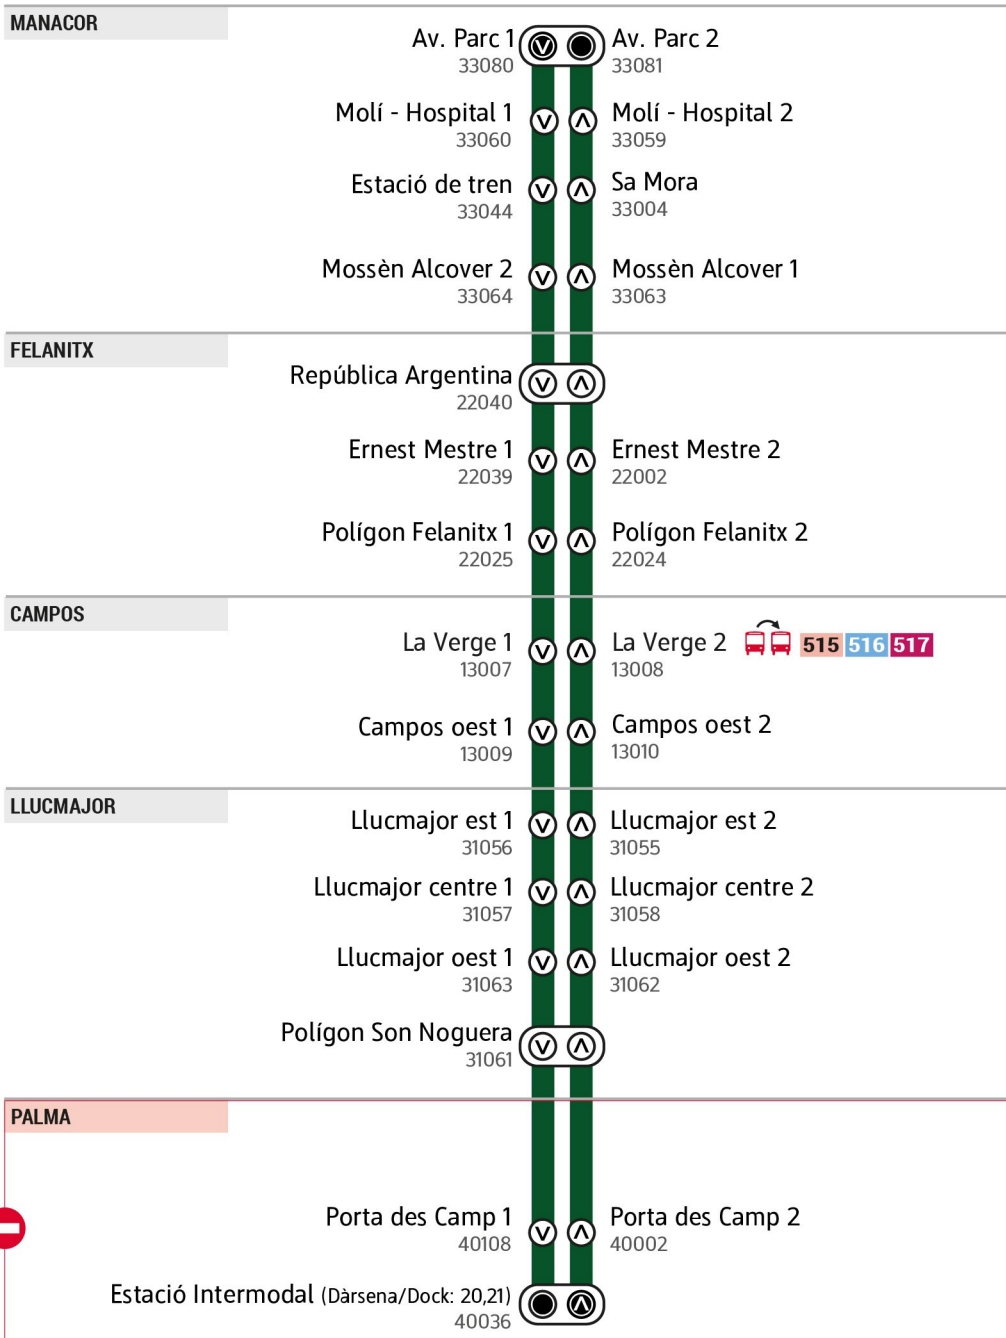 MANACOR
Av. Parc 1 Av. Parc 2
33080 33081
Molí - Hospital 1 Molí - Hospital 2
33060 33059
Estació de tren Sa Mora
33044 33004
Mossèn Alcover 2 Mossèn Alcover 1
33064 33063
FELANITX
República Argentina
22040
Ernest Mestre 1 Ernest Mestre 2
22039 22002
Polígon Felanitx 1 Polígon Felanitx 2
22025 22024
CAMPOS
La Verge 1 La Verge 2 515 516 517
13007 13008
Campos oest 1 Campos oest 2
13009 13010
LLUCMAJOR
Llucmajor est 1 Llucmajor est 2
31056 31055
Llucmajor centre 1 Llucmajor centre 2
31057 31058
Llucmajor oest 1 Llucmajor oest 2
31063 31062
Polígon Son Noguera
31061
PALMA
Porta des Camp 1 Porta des Camp 2
40108 40002
Estació Intermodal (Dàrsena/Dock: 20,21)
40036